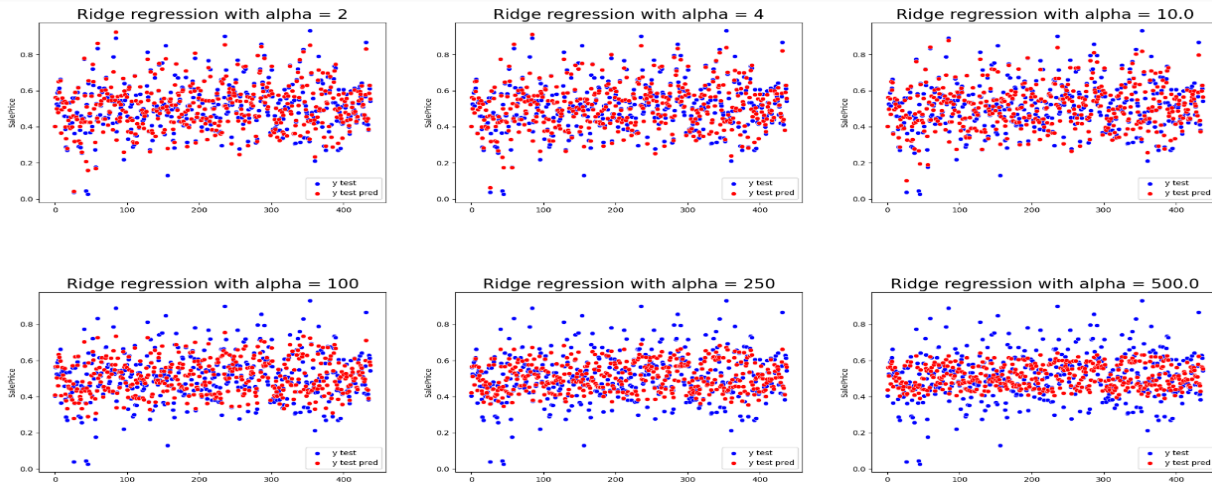 Ridge regression with alpha = 2
SalePrice
0.8
0.6
0.4
0.2
0.0
0 100 200 300 400
y test
y test pred
Ridge regression with alpha = 4
SalePrice
0.8
0.6
0.4
0.2
0.0
0 100 200 300 400
y test
y test pred
Ridge regression with alpha = 10.0
SalePrice
0.8
0.6
0.4
0.2
0.0
0 100 200 300 400
y test
y test pred
Ridge regression with alpha = 100
SalePrice
0.8
0.6
0.4
0.2
0.0
0 100 200 300 400
y test
y test pred
Ridge regression with alpha = 250
SalePrice
0.8
0.6
0.4
0.2
0.0
0 100 200 300 400
y test
y test pred
Ridge regression with alpha = 500.0
SalePrice
0.8
0.6
0.4
0.2
0.0
0 100 200 300 400
y test
y test pred